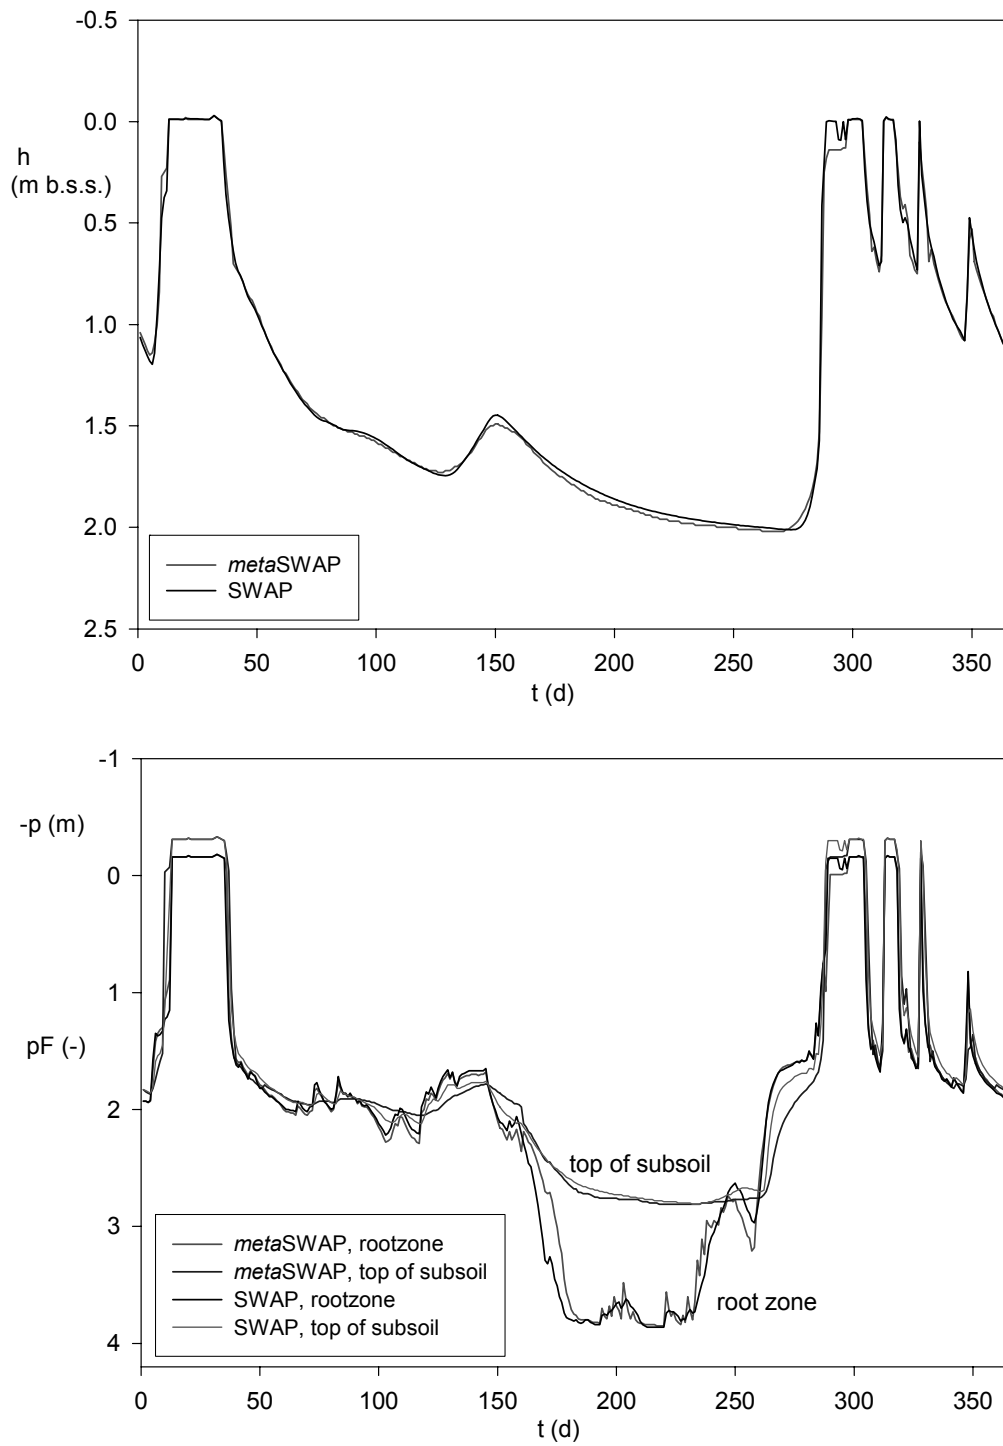 -0.5
0.0
h
(m b.s.s.)
0.5
1.0
1.5
2.0
metaSWAP
SWAP
2.5
0 50 100 150 200 250 300 350
t (d)
-1
-p (m)
0
1
pF (-)
2
top of subsoil
3
metaSWAP, rootzone
metaSWAP, top of subsoil
SWAP, rootzone
root zone
SWAP, top of subsoil
4
0 50 100 150 200 250 300 350
t (d)